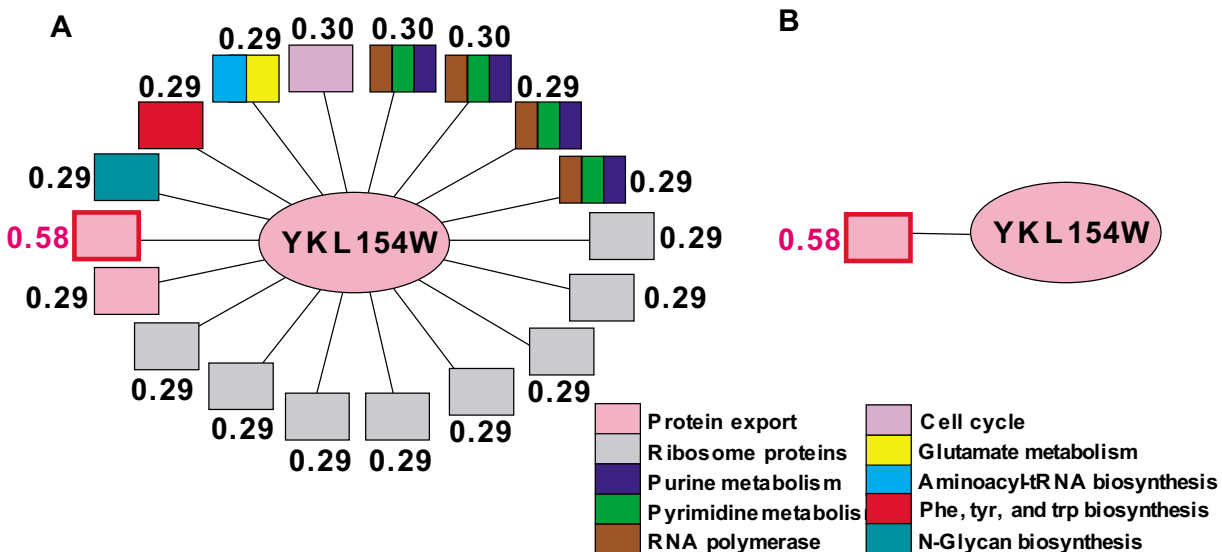 A
B
0.29
0.30
0.30
0.30
0.29
0.29
0.29
0.29
0.58
0.29
0.29
0.29
0.29
0.29
0.29
0.29
0.29
0.29
YKL154W
0.58
YKL154W
Protein export
Ribosome proteins
Purine metabolism
Pyrimidine metabolis
RNA polymerase
Cell cycle
Glutamate metabolism
Aminoacyl-tRNA biosynthesis
Phe, tyr, and trp biosynthesis
N-Glycan biosynthesis